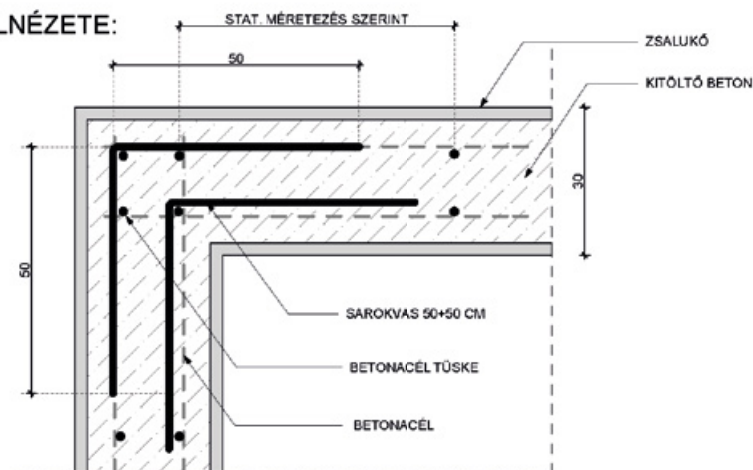 LNÉZETE:
STAT. MÉRETEZÉS SZERINT
50
ZSALUKŐ
KITÖLTŐ BETON
30
50
SAROKVAS 50+50 CM
BETONACÉL TÜSKE
BETONACÉL